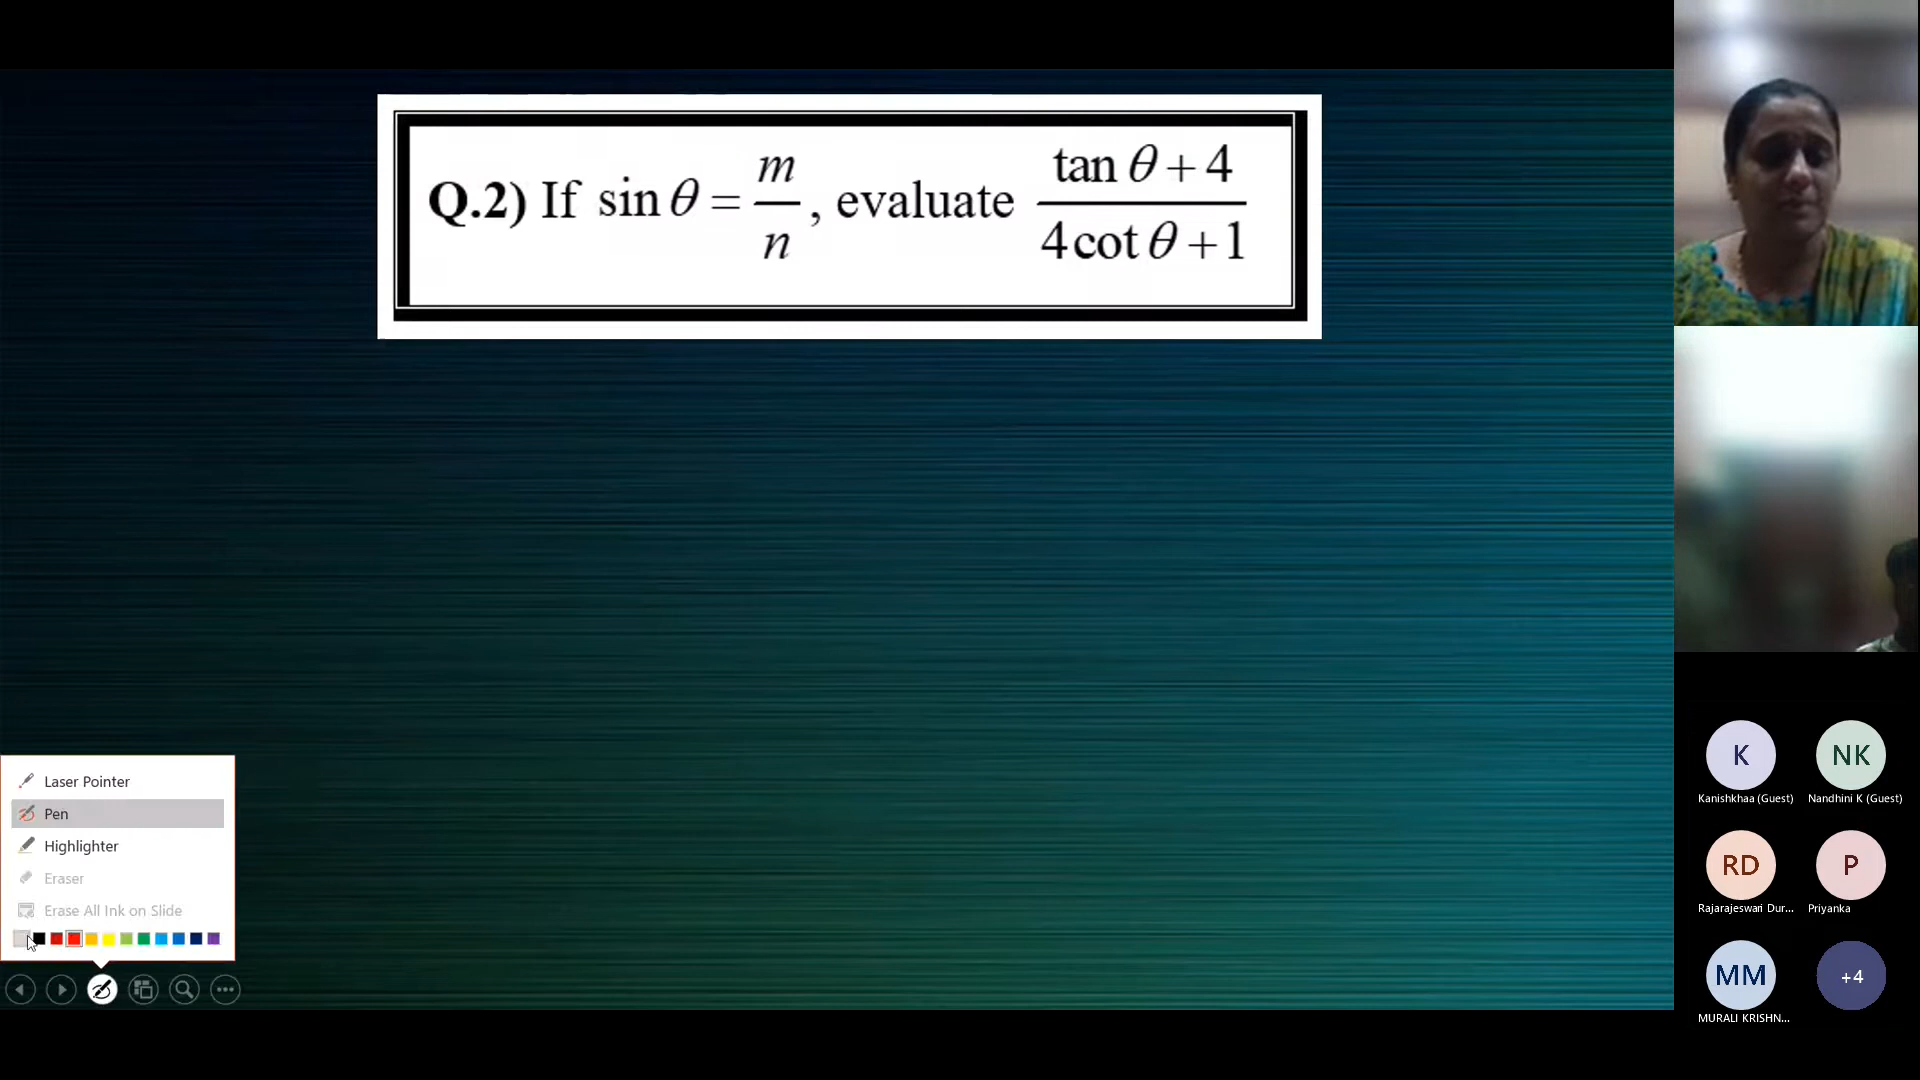 Q.2) If sin θ = m/n, evaluate (tan θ + 4)/(4 cot θ + 1)
Laser Pointer
Pen
Highlighter
Eraser
Erase All Ink on Slide
K
NK
Kanishkhaa (Guest)
Nandhini K (Guest)
RD
P
Rajarajeswari Dur...
Priyanka
MM
+4
MURALI KRISHN...